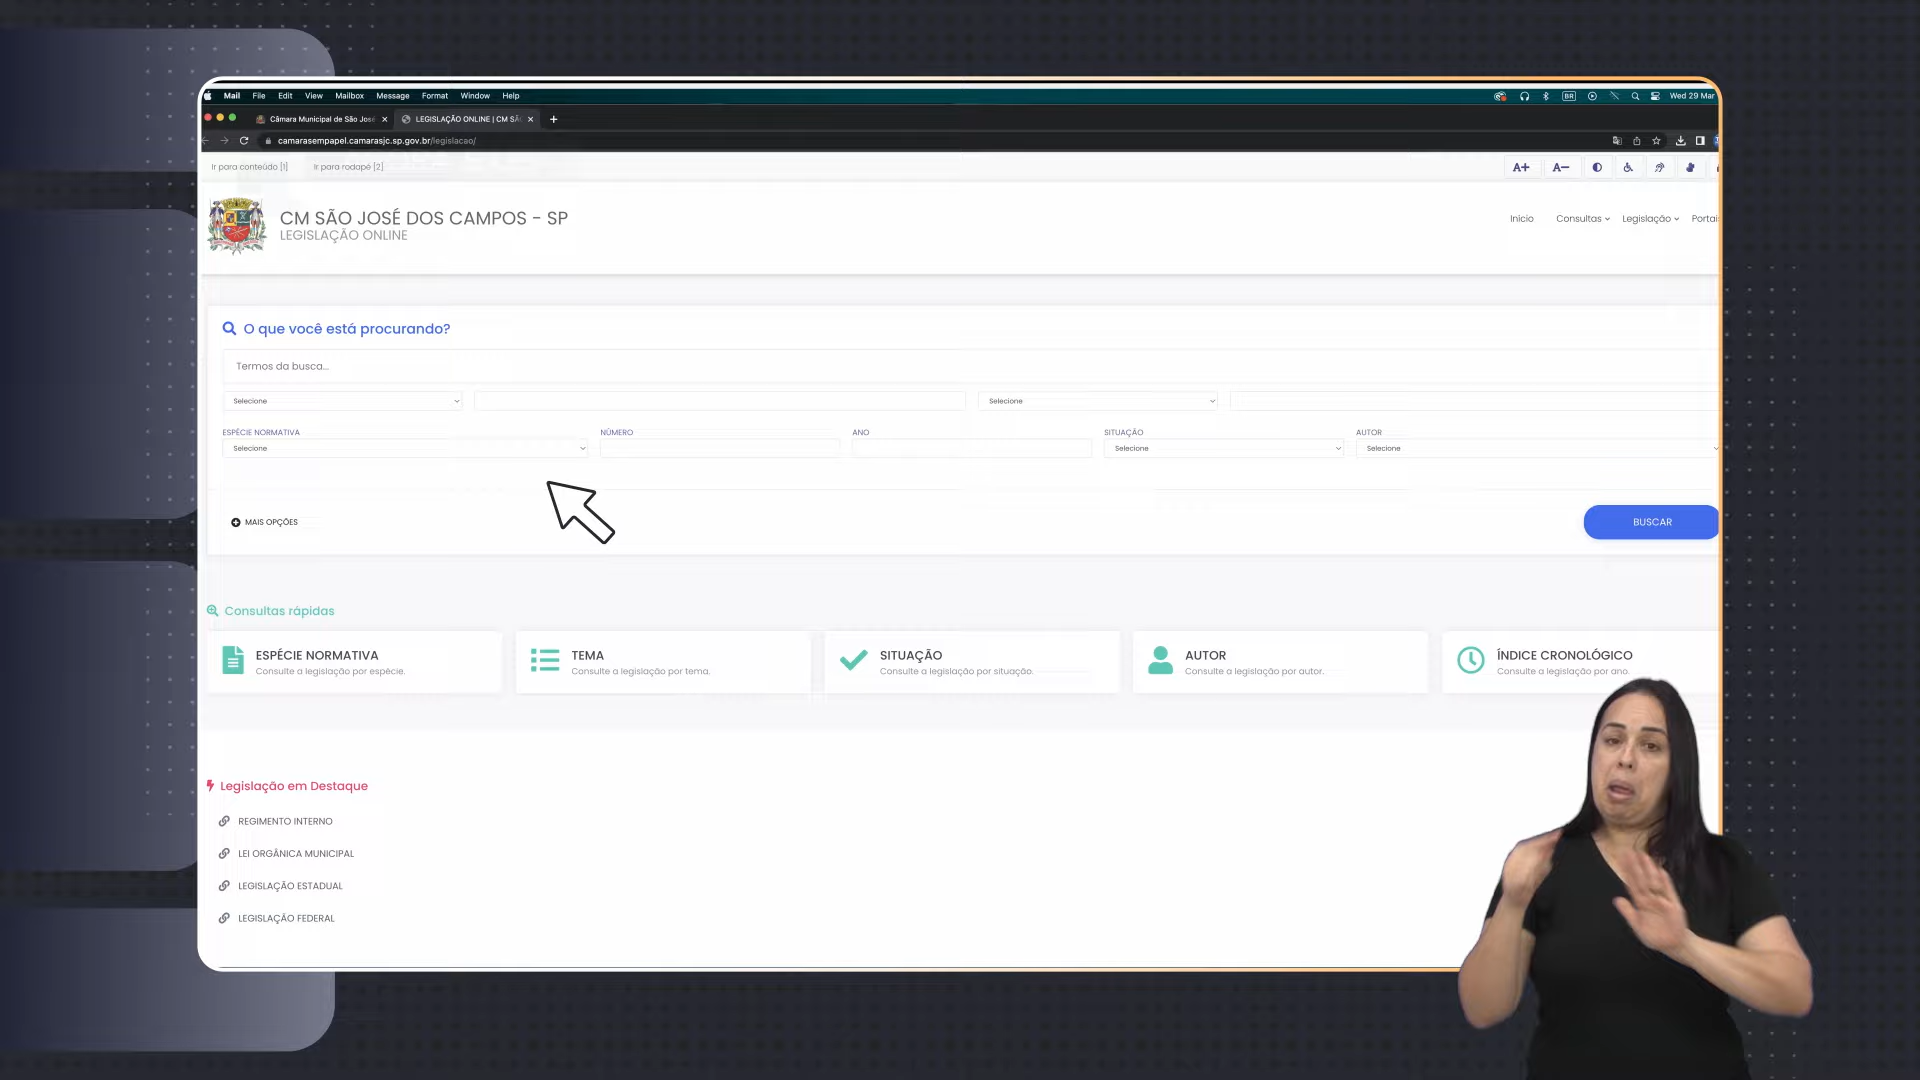 Mail File Edit View Mailbox Message Format Window Help
BR
Wed 29 Mar
Câmara Municipal de São José
LEGISLAÇÃO ONLINE | CM SÃ
camarasempapel.camarasjc.sp.gov.br/legislacao/
Ir para conteúdo [1] Ir para rodapé [2]
A+ A-
CM SÃO JOSÉ DOS CAMPOS - SP
LEGISLAÇÃO ONLINE
Início Consultas Legislação Portai
O que você está procurando?
Termos da busca...
Selecione Selecione
ESPÉCIE NORMATIVA NÚMERO ANO SITUAÇÃO AUTOR
Selecione Selecione Selecione
MAIS OPÇÕES
BUSCAR
Consultas rápidas
ESPÉCIE NORMATIVA
Consulte a legislação por espécie.
TEMA
Consulte a legislação por tema.
SITUAÇÃO
Consulte a legislação por situação.
AUTOR
Consulte a legislação por autor.
ÍNDICE CRONOLÓGICO
Consulte a legislação por ano.
Legislação em Destaque
REGIMENTO INTERNO
LEI ORGÂNICA MUNICIPAL
LEGISLAÇÃO ESTADUAL
LEGISLAÇÃO FEDERAL